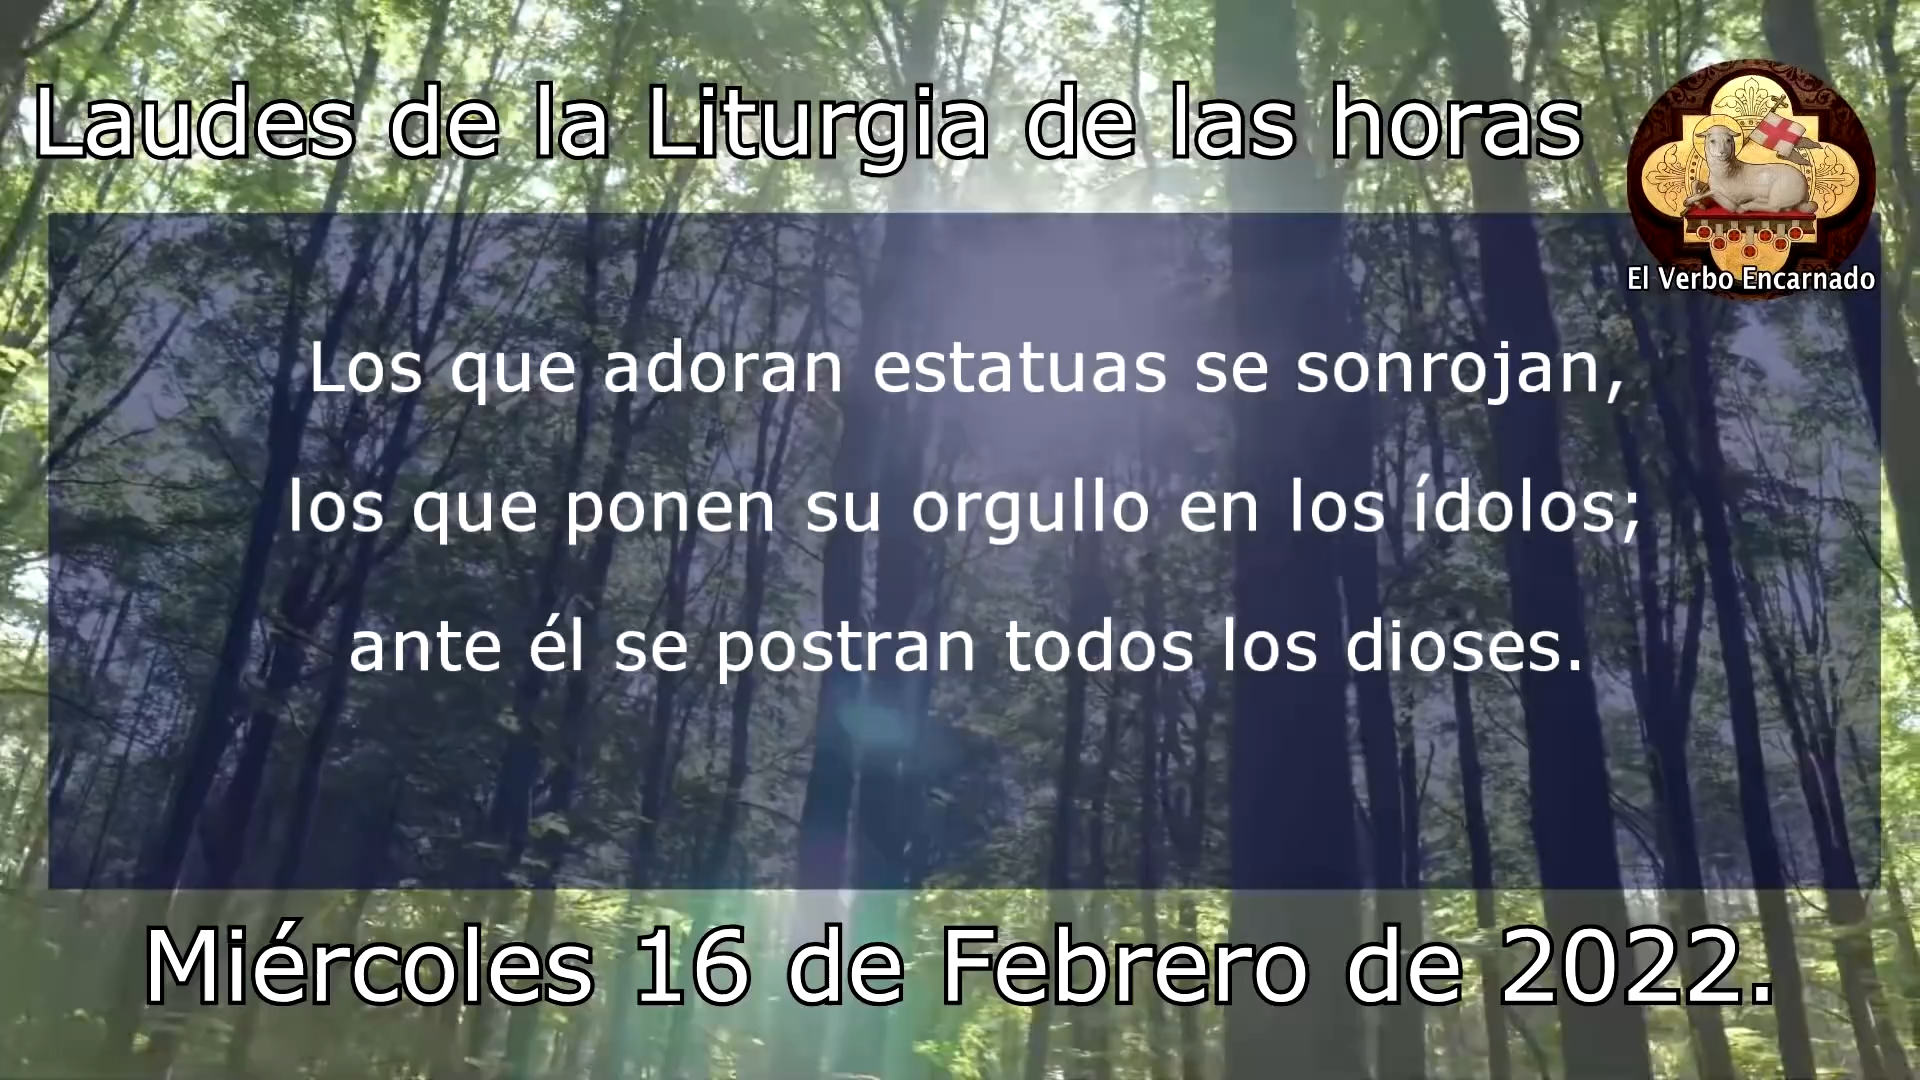 Laudes de la Liturgia de las horas
El Verbo Encarnado
Los que adoran estatuas se sonrojan,
los que ponen su orgullo en los ídolos;
ante él se postran todos los dioses.
Miércoles 16 de Febrero de 2022.